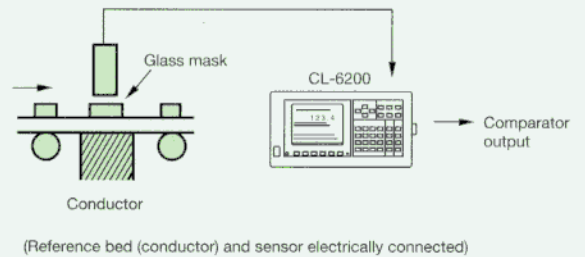 Glass mask
CL-6200
123.4
Comparator
output
Conductor
(Reference bed (conductor) and sensor electrically connected)